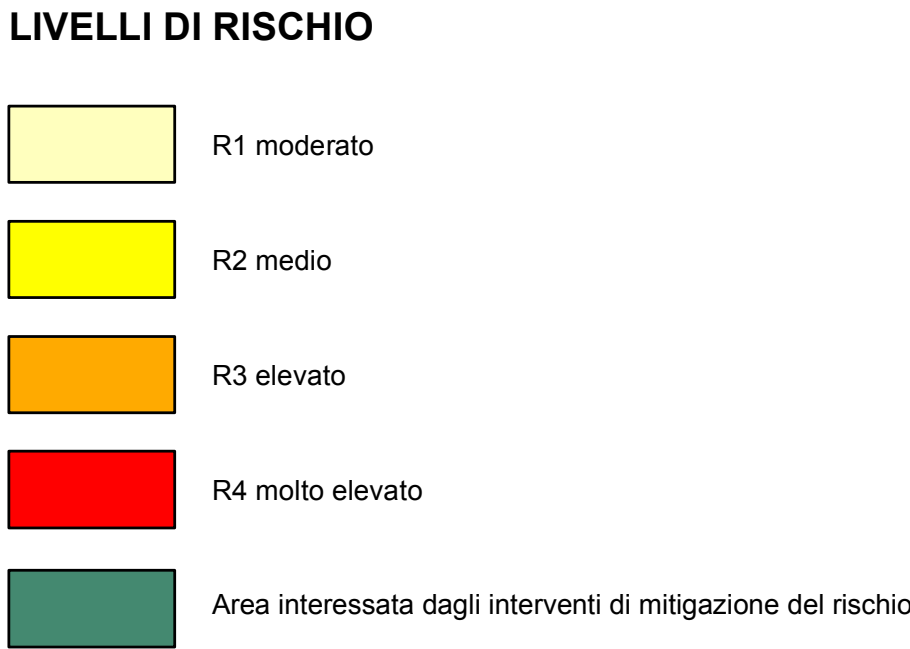 LIVELLI DI RISCHIO
R1 moderato
R2 medio
R3 elevato
R4 molto elevato
Area interessata dagli interventi di mitigazione del rischio